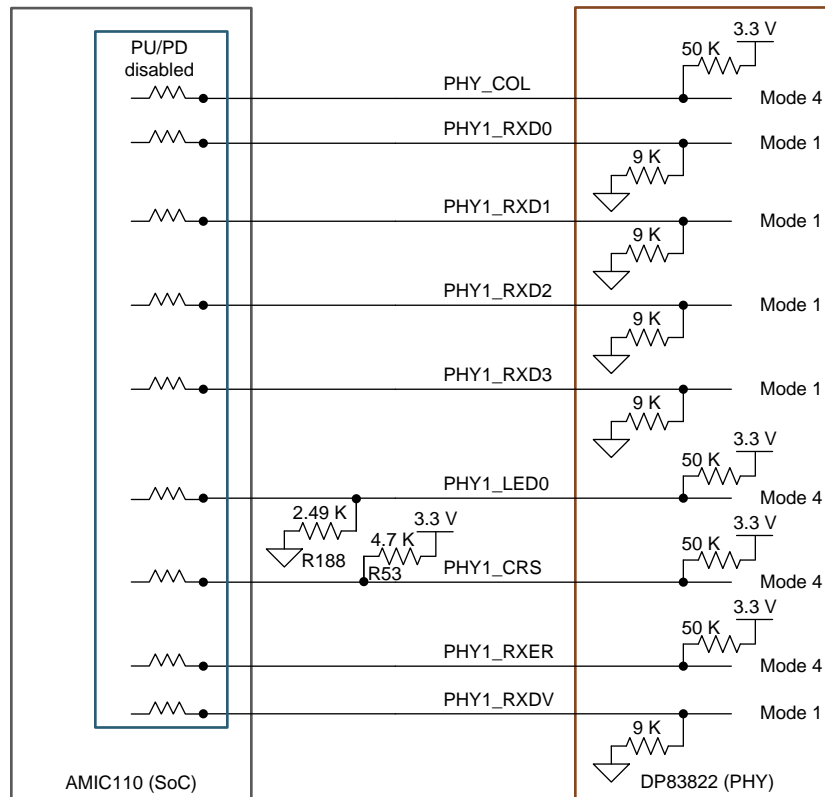 PU/PD
disabled
3.3 V
50 K
PHY_COL
Mode 4
PHY1_RXD0
Mode 1
9 K
PHY1_RXD1
Mode 1
9 K
PHY1_RXD2
Mode 1
9 K
PHY1_RXD3
Mode 1
9 K
3.3 V
50 K
PHY1_LED0
Mode 4
2.49 K
R188
3.3 V
4.7 K
R53
3.3 V
50 K
PHY1_CRS
Mode 4
3.3 V
50 K
PHY1_RXER
Mode 4
PHY1_RXDV
Mode 1
9 K
AMIC110 (SoC)
DP83822 (PHY)